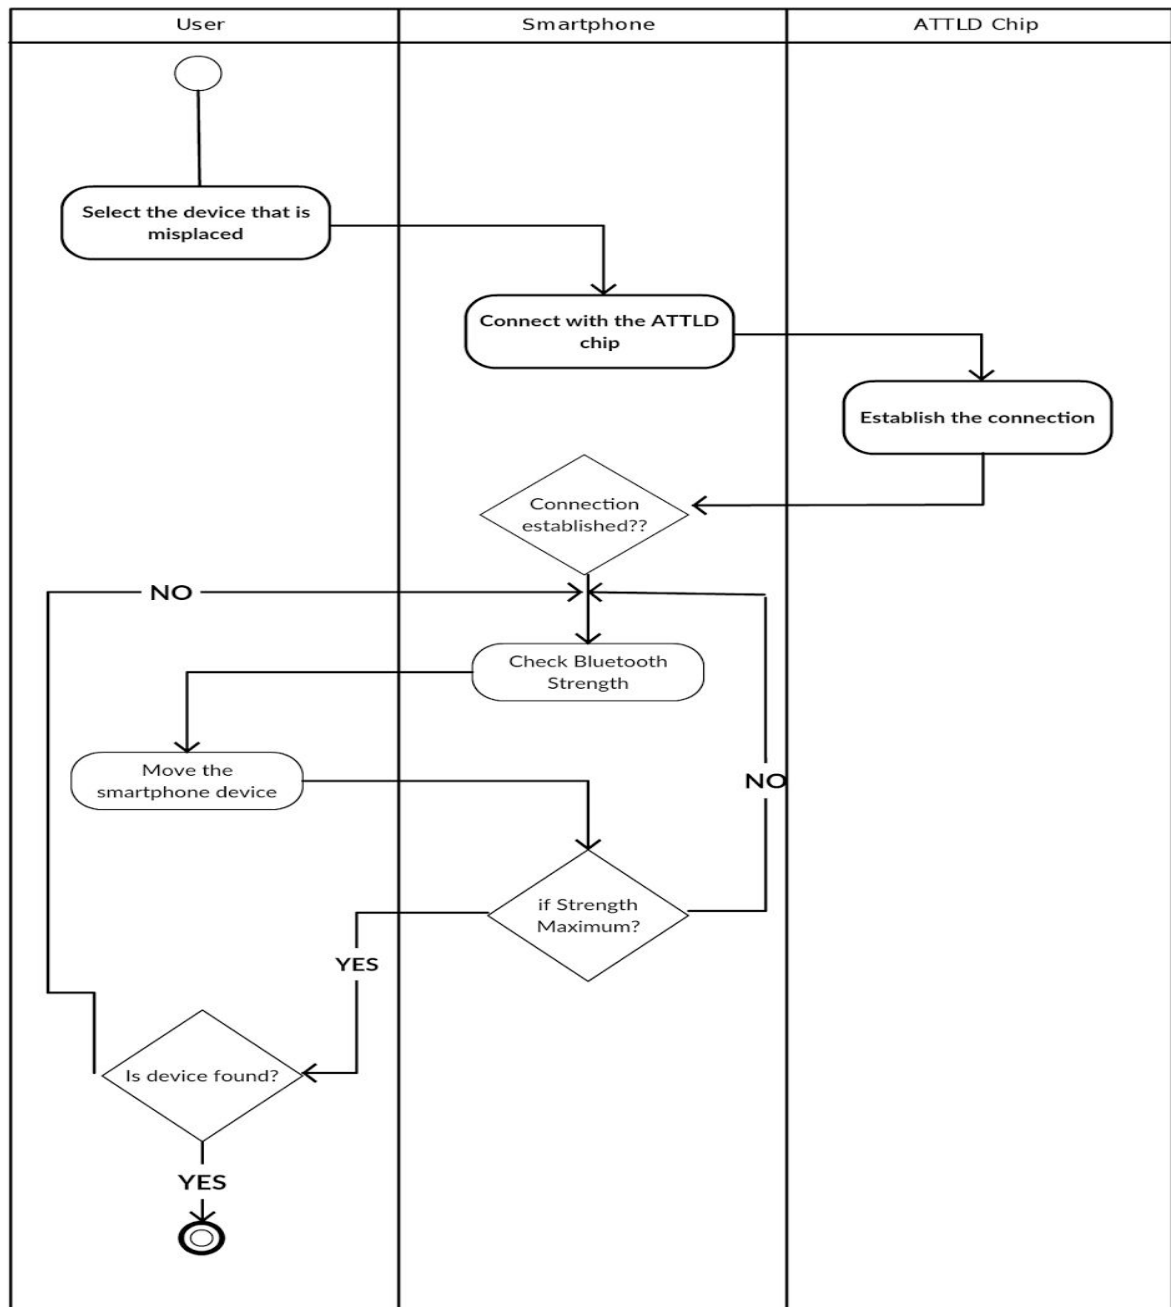 User
Smartphone
ATTLD Chip
Select the device that is
misplaced
Connect with the ATTLD
chip
Establish the connection
Connection
established??
NO
Check Bluetooth
Strength
Move the
smartphone device
NO
if Strength
Maximum?
YES
Is device found?
YES